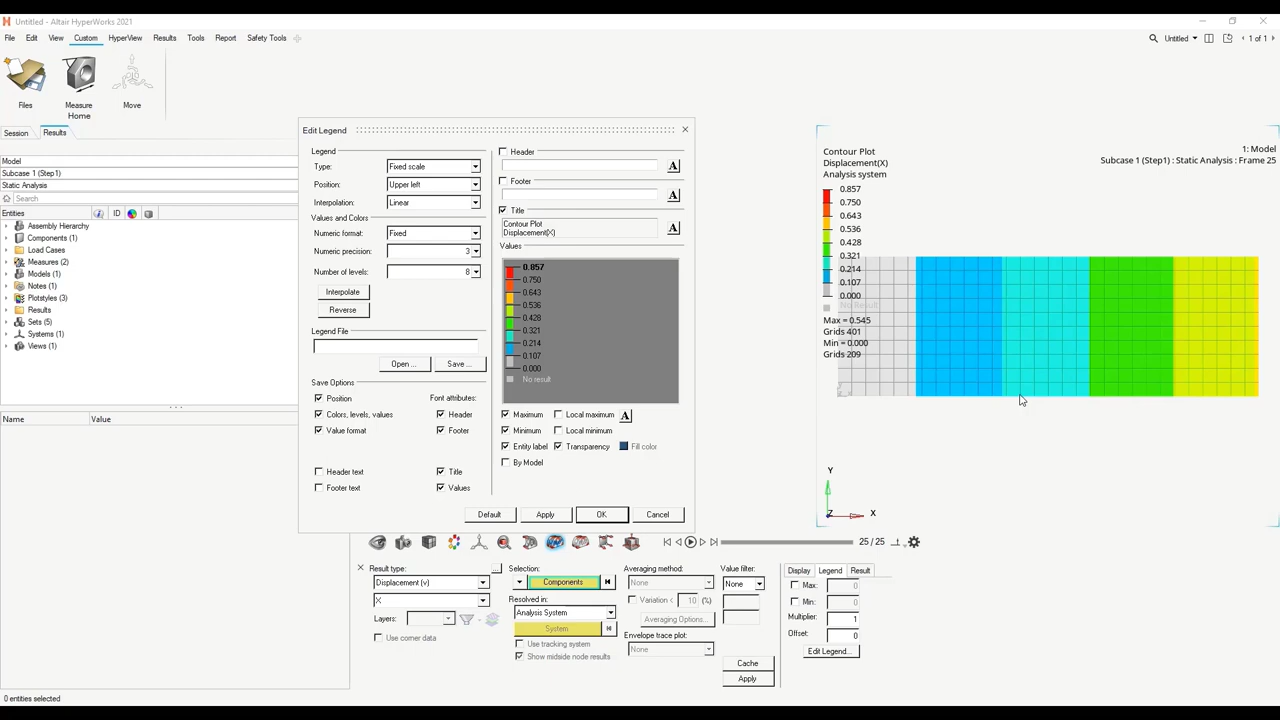 Untitled - Altair HyperWorks 2021
File Edit View Custom HyperView Results Tools Report Safety Tools
Untitled 1 of 1
Files Measure Move
Home
Session Results
Model
Subcase 1 (Step1)
Static Analysis
Search
Entities ID
Assembly Hierarchy
Components (1)
Load Cases
Measures (2)
Models (1)
Notes (1)
Plotstyles (3)
Results
Sets (5)
Systems (1)
Views (1)
Name Value
0 entities selected
Edit Legend
Legend
Type: Fixed scale
Position: Upper left
Interpolation: Linear
Values and Colors
Numeric format: Fixed
Numeric precision: 3
Number of levels: 8
Interpolate
Reverse
Legend File
Open ... Save ...
Save Options
Position Font attributes:
Colors, levels, values Header
Value format Footer
Header text Title
Footer text Values
Header
A
Footer
A
Title
Contour Plot
Displacement(X)
A
Values
0.857
0.750
0.643
0.536
0.428
0.321
0.214
0.107
0.000
No result
Maximum Local maximum A
Minimum Local minimum
Entity label Transparency Fill color
By Model
Default Apply OK Cancel
Contour Plot
Displacement(X)
Analysis system
0.857
0.750
0.643
0.536
0.428
0.321
0.214
0.107
0.000
No Result
Max = 0.545
Grids 401
Min = 0.000
Grids 209
1: Model
Subcase 1 (Step1) : Static Analysis : Frame 25
Y
Z X
25 / 25
Result type:
Displacement (v)
X
Layers:
Use corner data
Selection:
Components
Resolved in:
Analysis System
System
Use tracking system
Show midside node results
Averaging method:
None
Variation < 10 (%)
Averaging Options...
Envelope trace plot:
None
Value filter:
None
Cache
Apply
Display Legend Result
Max: 0
Min: 0
Multiplier: 1
Offset: 0
Edit Legend...